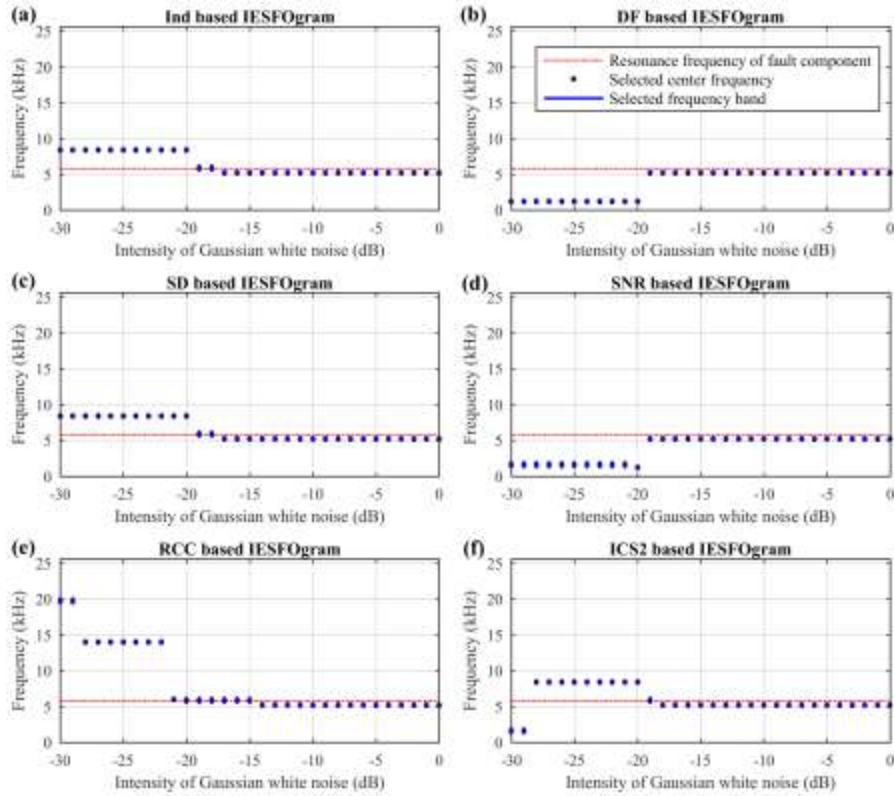 (a) Ind based IESFOgram
Frequency (kHz)
25
20
15
10
5
0
-30 -25 -20 -15 -10 -5 0
Intensity of Gaussian white noise (dB)
(b) DF based IESFOgram
Resonance frequency of fault component
Selected center frequency
Selected frequency band
Frequency (kHz)
25
20
15
10
5
0
-30 -25 -20 -15 -10 -5 0
Intensity of Gaussian white noise (dB)
(c) SD based IESFOgram
Frequency (kHz)
25
20
15
10
5
0
-30 -25 -20 -15 -10 -5 0
Intensity of Gaussian white noise (dB)
(d) SNR based IESFOgram
Frequency (kHz)
25
20
15
10
5
0
-30 -25 -20 -15 -10 -5 0
Intensity of Gaussian white noise (dB)
(e) RCC based IESFOgram
Frequency (kHz)
25
20
15
10
5
0
-30 -25 -20 -15 -10 -5 0
Intensity of Gaussian white noise (dB)
(f) ICS2 based IESFOgram
Frequency (kHz)
25
20
15
10
5
0
-30 -25 -20 -15 -10 -5 0
Intensity of Gaussian white noise (dB)